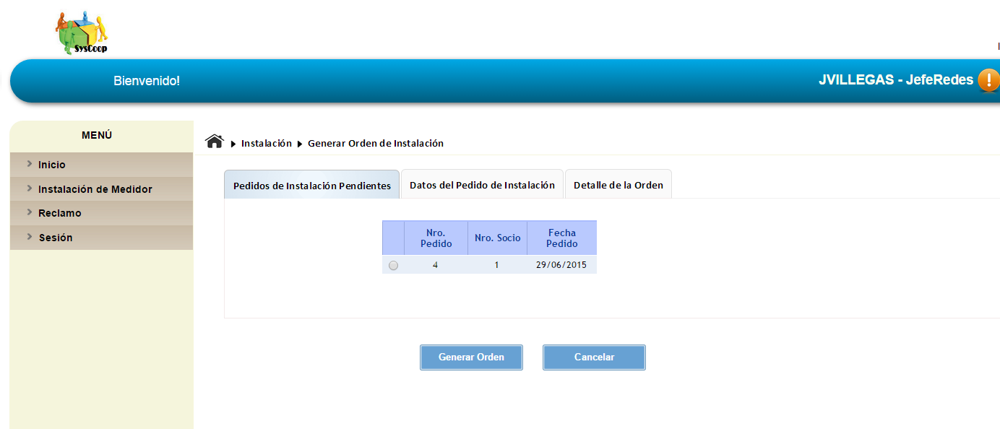 SysCoop
Bienvenido!
JVILLEGAS - JefeRedes
MENÚ
Inicio
Instalación de Medidor
Reclamo
Sesión
Instalación
Generar Orden de Instalación
Pedidos de Instalación Pendientes
Datos del Pedido de Instalación
Detalle de la Orden
Nro.
Pedido
Nro. Socio
Fecha
Pedido
4
1
29/06/2015
Generar Orden
Cancelar